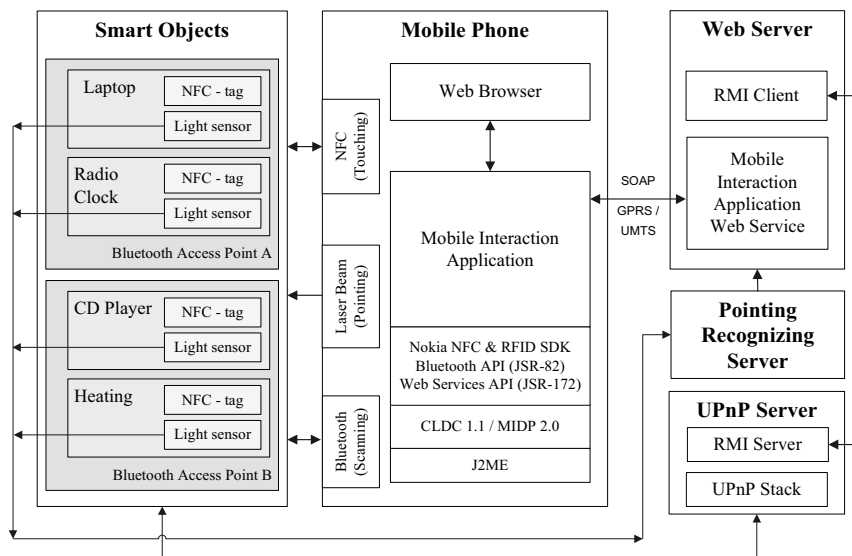 Smart Objects
Laptop
NFC - tag
Light sensor
Radio
Clock
NFC - tag
Light sensor
Bluetooth Access Point A
CD Player
NFC - tag
Light sensor
Heating
NFC - tag
Light sensor
Bluetooth Access Point B
Mobile Phone
NFC
(Touching)
Laser Beam
(Pointing)
Bluetooth
(Scanning)
Web Browser
Mobile Interaction
Application
Nokia NFC & RFID SDK
Bluetooth API (JSR-82)
Web Services API (JSR-172)
CLDC 1.1 / MIDP 2.0
J2ME
SOAP
GPRS /
UMTS
Web Server
RMI Client
Mobile
Interaction
Application
Web Service
Pointing
Recognizing
Server
UPnP Server
RMI Server
UPnP Stack